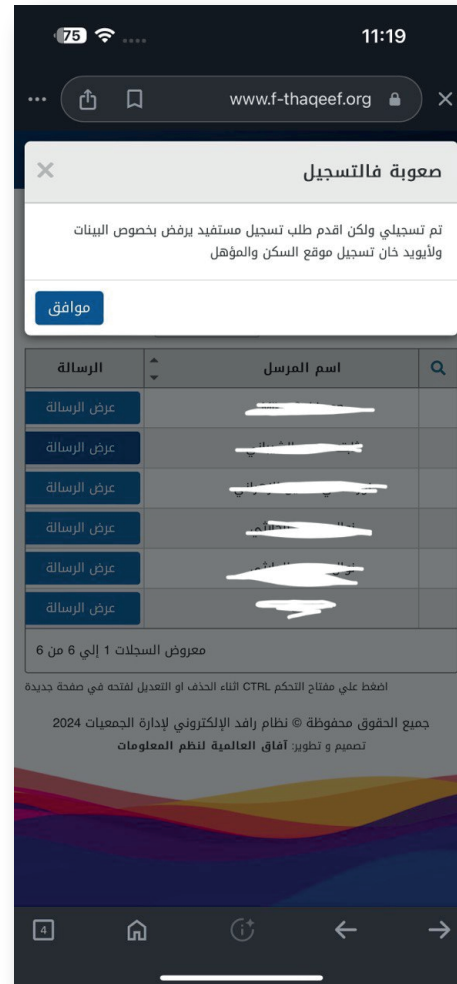 11:19
75
www.f-thaqeef.org
صعوبة فالتسجيل
تم تسجيلي ولكن اقدم طلب تسجيل مستفيد يرفض بخصوص البينات
ولأيويد خان تسجيل موقع السكن والمؤهل
موافق
اسم المرسل الرسالة
عرض الرسالة
عرض الرسالة
عرض الرسالة
عرض الرسالة
عرض الرسالة
عرض الرسالة
معروض السجلات 1 إلي 6 من 6
اضغط علي مفتاح التحكم CTRL اثناء الحذف او التعديل لفتحه في صفحة جديدة
جميع الحقوق محفوظة © نظام رافد الإلكتروني لإدارة الجمعيات 2024
تصميم و تطوير: آفاق العالمية لنظم المعلومات
4